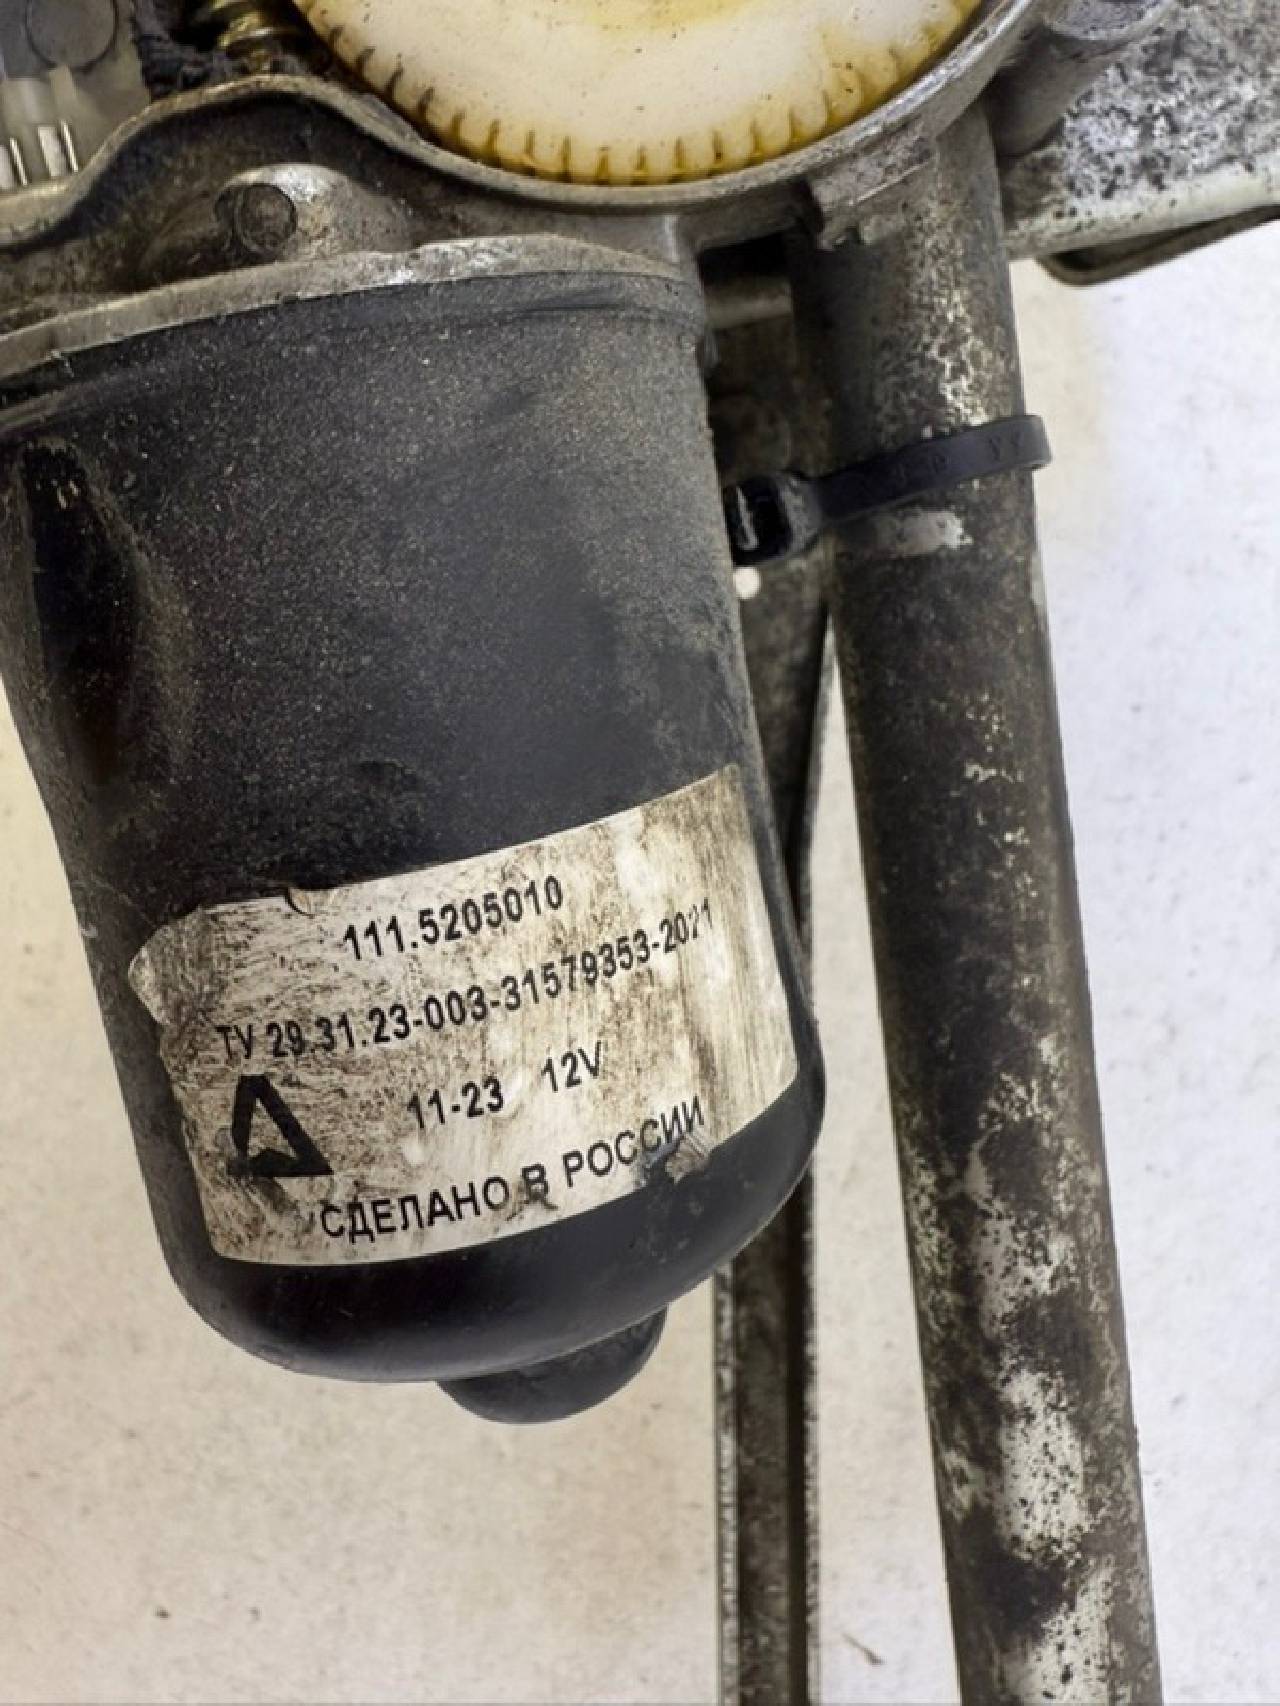 111.5205010
ТУ 29.31.23-003-31579353-2021
11-23 12V
СДЕЛАНО В РОССИИ